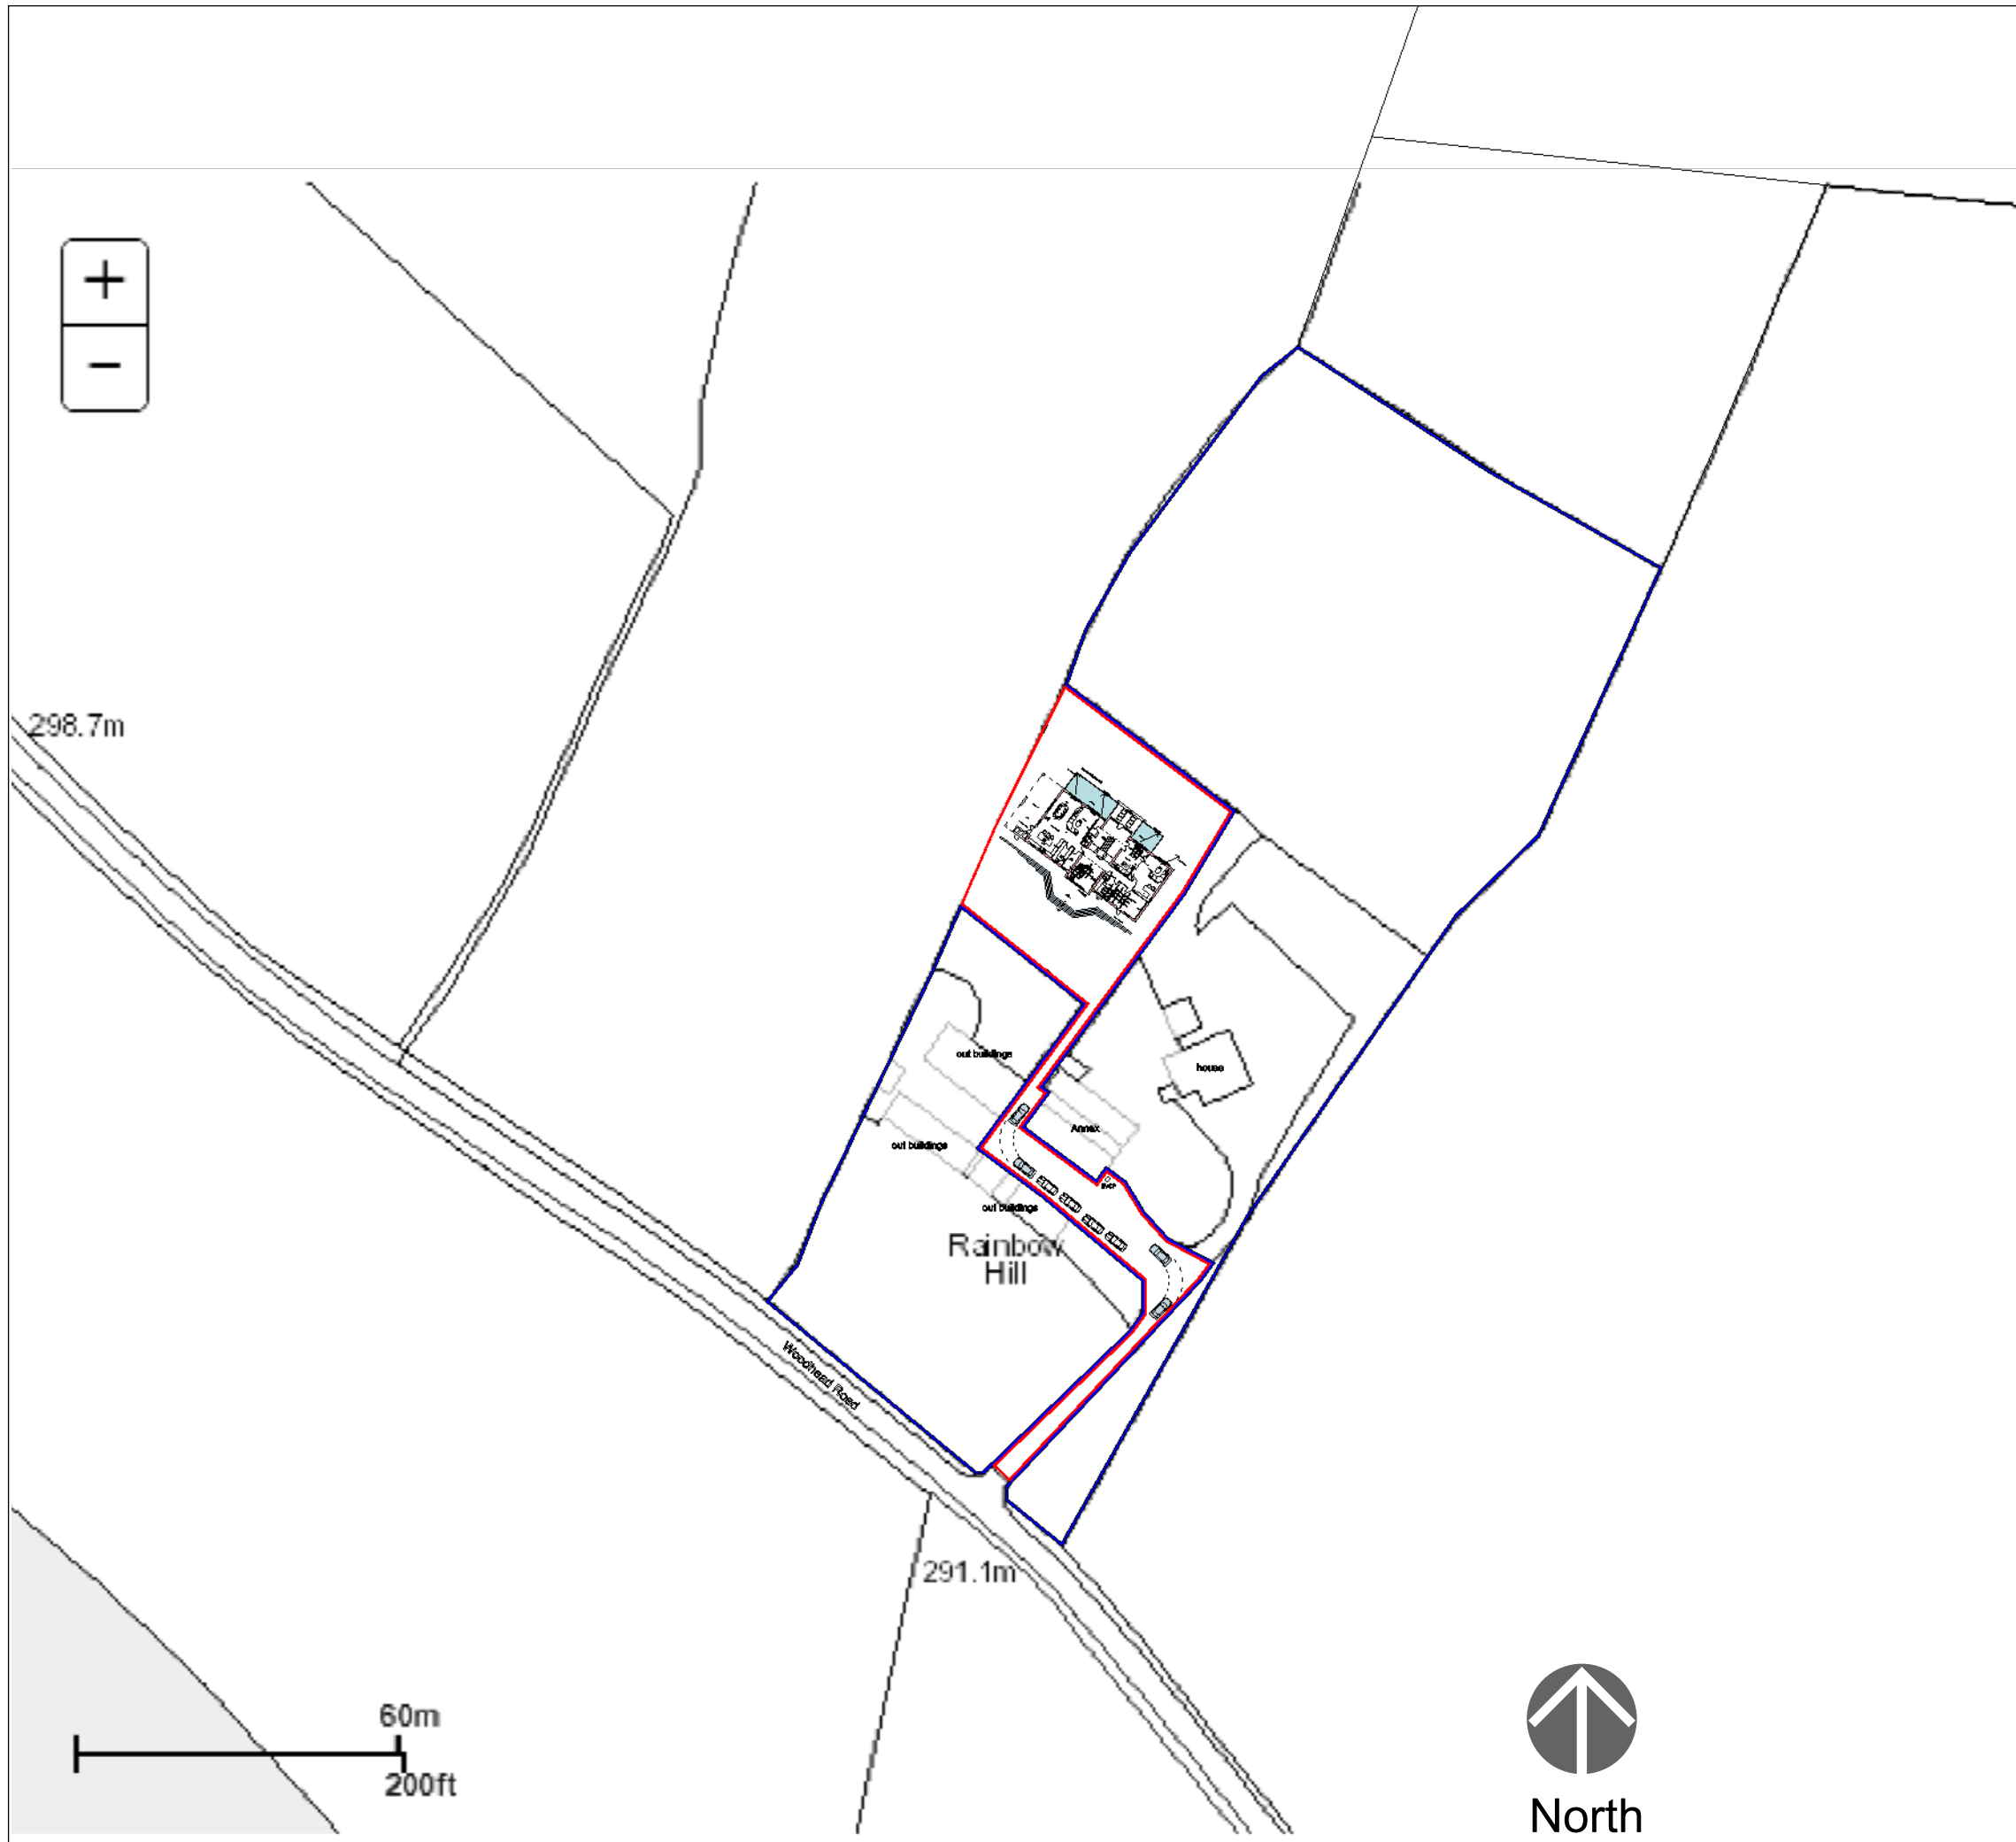 +
−
298.7m
out buildings
house
Annex
out buildings
out buildings
Rainbow
Hill
Woodhead Road
291.1m
60m
200ft
North